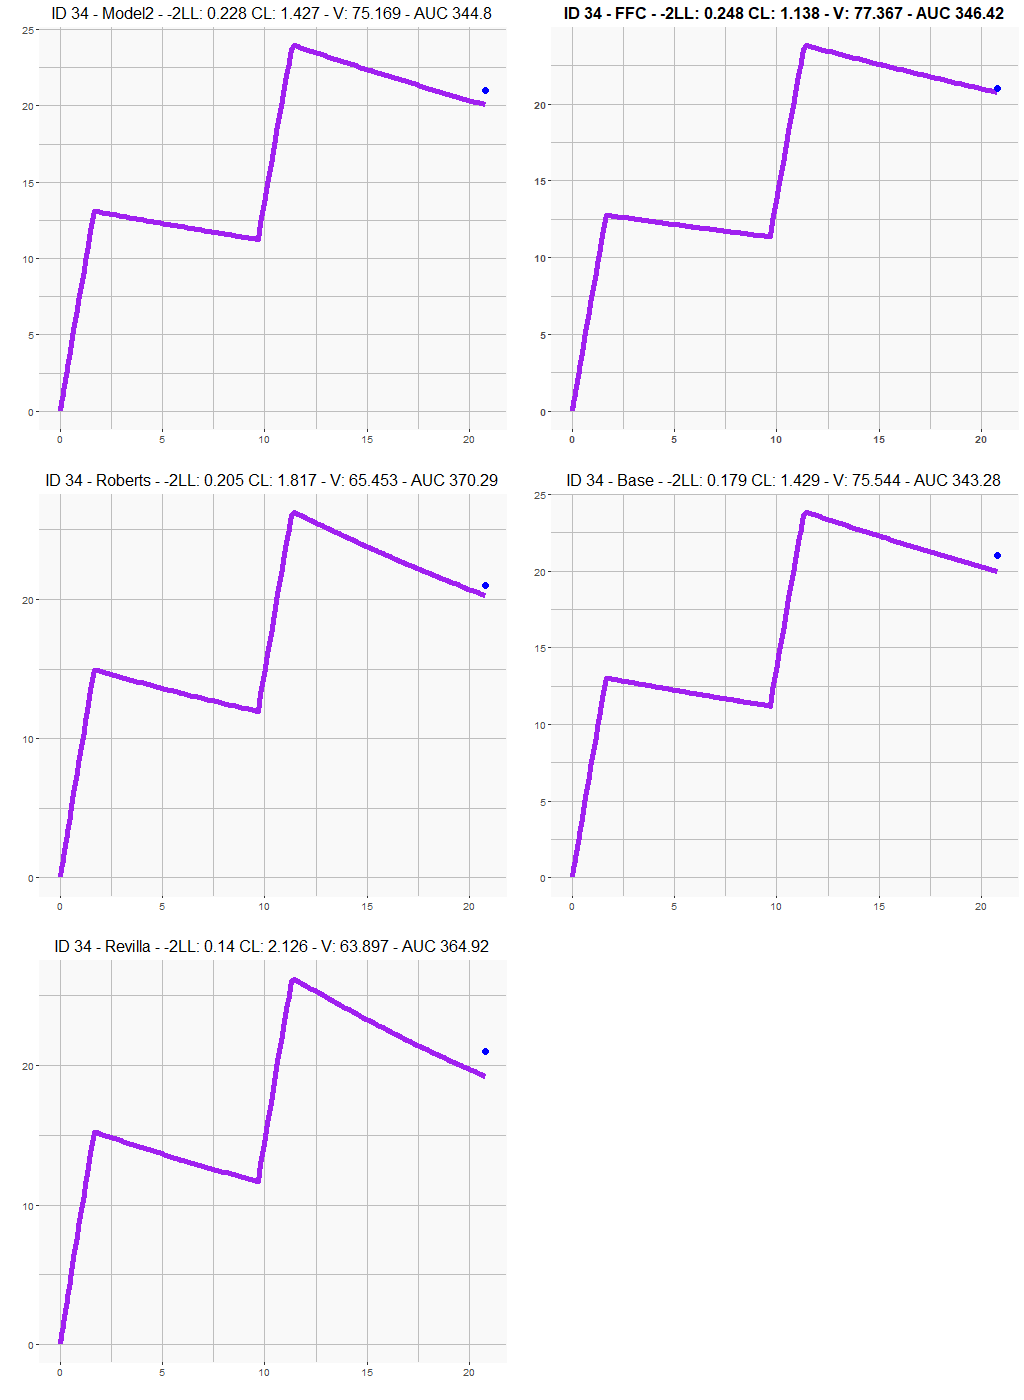 ID 34 - Model2 - -2LL: 0.228 CL: 1.427 - V: 75.169 - AUC 344.8
25
20
15
10
5
0
0 5 10 15 20
ID 34 - FFC - -2LL: 0.248 CL: 1.138 - V: 77.367 - AUC 346.42
20
15
10
5
0
0 5 10 15 20
ID 34 - Roberts - -2LL: 0.205 CL: 1.817 - V: 65.453 - AUC 370.29
20
10
0
0 5 10 15 20
ID 34 - Base - -2LL: 0.179 CL: 1.429 - V: 75.544 - AUC 343.28
25
20
15
10
5
0
0 5 10 15 20
ID 34 - Revilla - -2LL: 0.14 CL: 2.126 - V: 63.897 - AUC 364.92
20
10
0
0 5 10 15 20